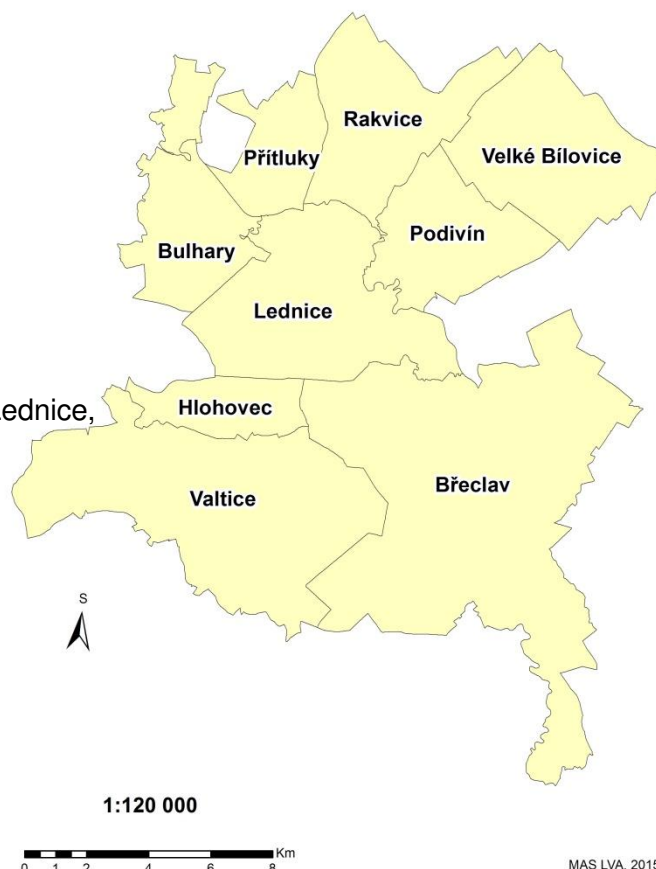 Rakvice
Přítluky
Velké Bílovice
Podivín
Bulhary
Lednice
Lednice,
Hlohovec
Valtice
Břeclav
S
1:120 000
Km
0 1 2 4 6 8
MAS LVA, 2015